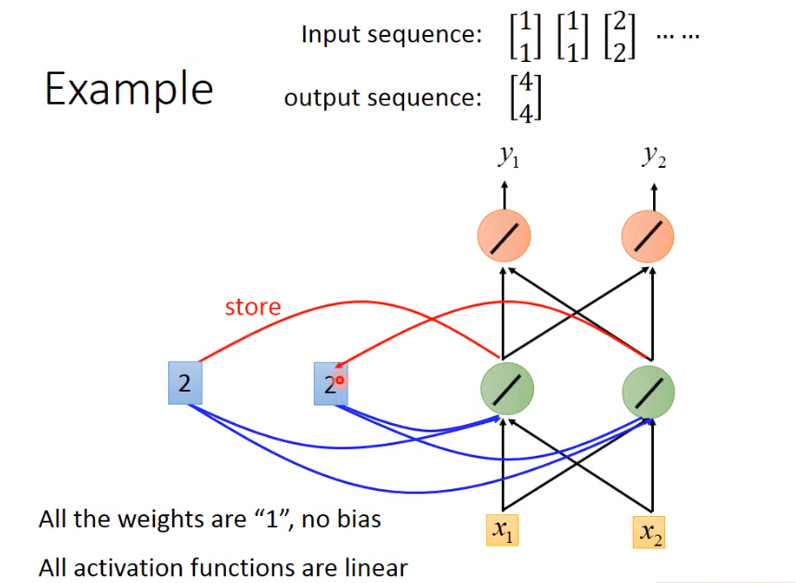 Input sequence: [1 1] [1 1] [2 2] … …
Example
output sequence: [4 4]
y₁ y₂
store
2 2
All the weights are “1”, no bias
x₁ x₂
All activation functions are linear